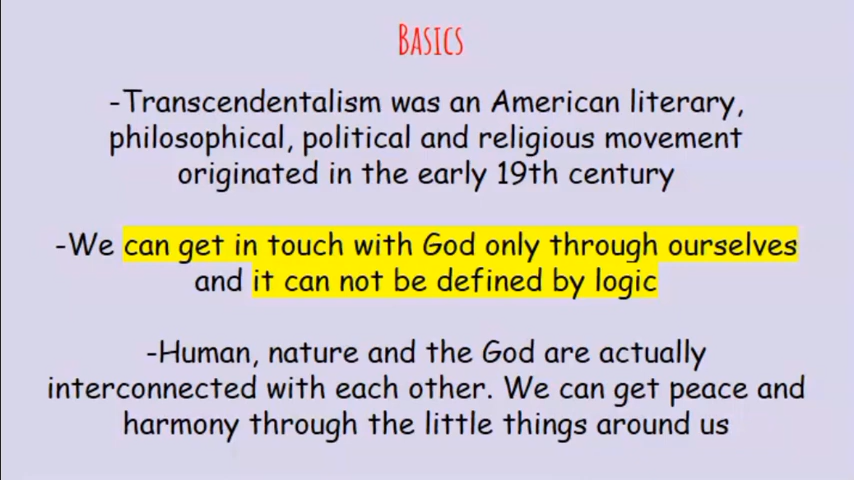 Basics
-Transcendentalism was an American literary,
philosophical, political and religious movement
originated in the early 19th century
-We can get in touch with God only through ourselves
and it can not be defined by logic
-Human, nature and the God are actually
interconnected with each other. We can get peace and
harmony through the little things around us